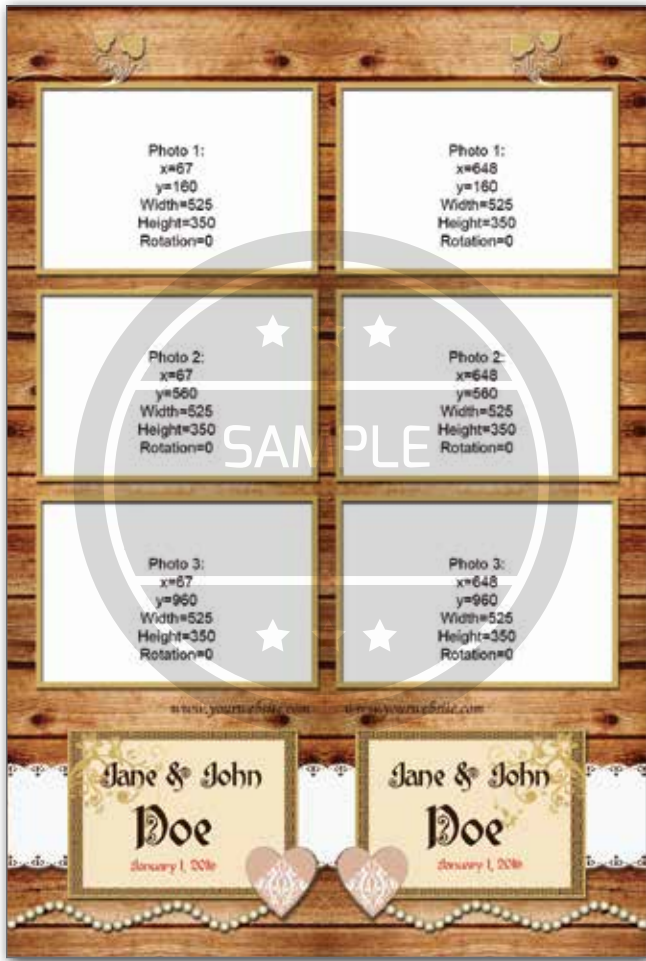 Photo 1:
x=67
y=160
Width=525
Height=350
Rotation=0
Photo 1:
x=648
y=160
Width=525
Height=350
Rotation=0
Photo 2:
x=67
y=560
Width=525
Height=350
Rotation=0
Photo 2:
x=648
y=560
Width=525
Height=350
Rotation=0
SAMPLE
Photo 3:
x=67
y=960
Width=525
Height=350
Rotation=0
Photo 3:
x=648
y=960
Width=525
Height=350
Rotation=0
www.yourwebsite.com
www.yourwebsite.com
Jane & John
Doe
January 1, 2016
Jane & John
Doe
January 1, 2016